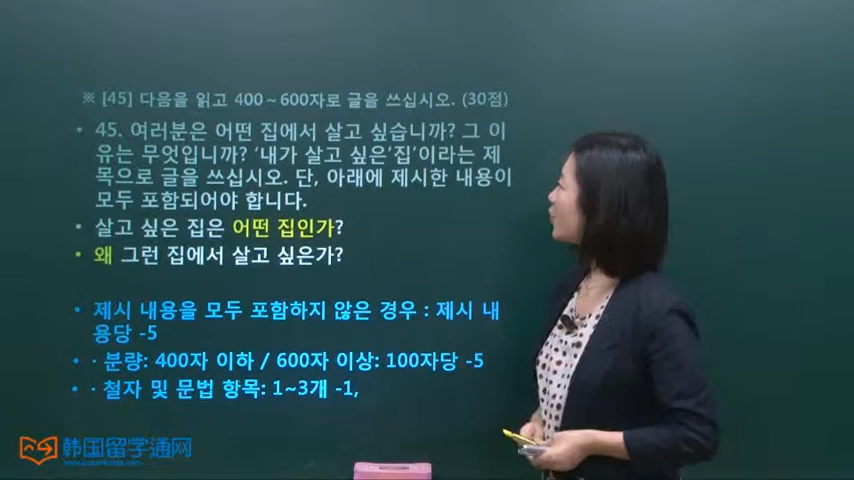 ※ [45] 다음을 읽고 400~600자로 글을 쓰십시오. (30점)
• 45. 여러분은 어떤 집에서 살고 싶습니까? 그 이
유는 무엇입니까? ‘내가 살고 싶은’집’이라는 제
목으로 글을 쓰십시오. 단, 아래에 제시한 내용이
모두 포함되어야 합니다.
• 살고 싶은 집은 어떤 집인가?
• 왜 그런 집에서 살고 싶은가?
• 제시 내용을 모두 포함하지 않은 경우 : 제시 내
용당 -5
• · 분량: 400자 이하 / 600자 이상: 100자당 -5
• · 철자 및 문법 항목: 1~3개 -1,
韩国留学通网